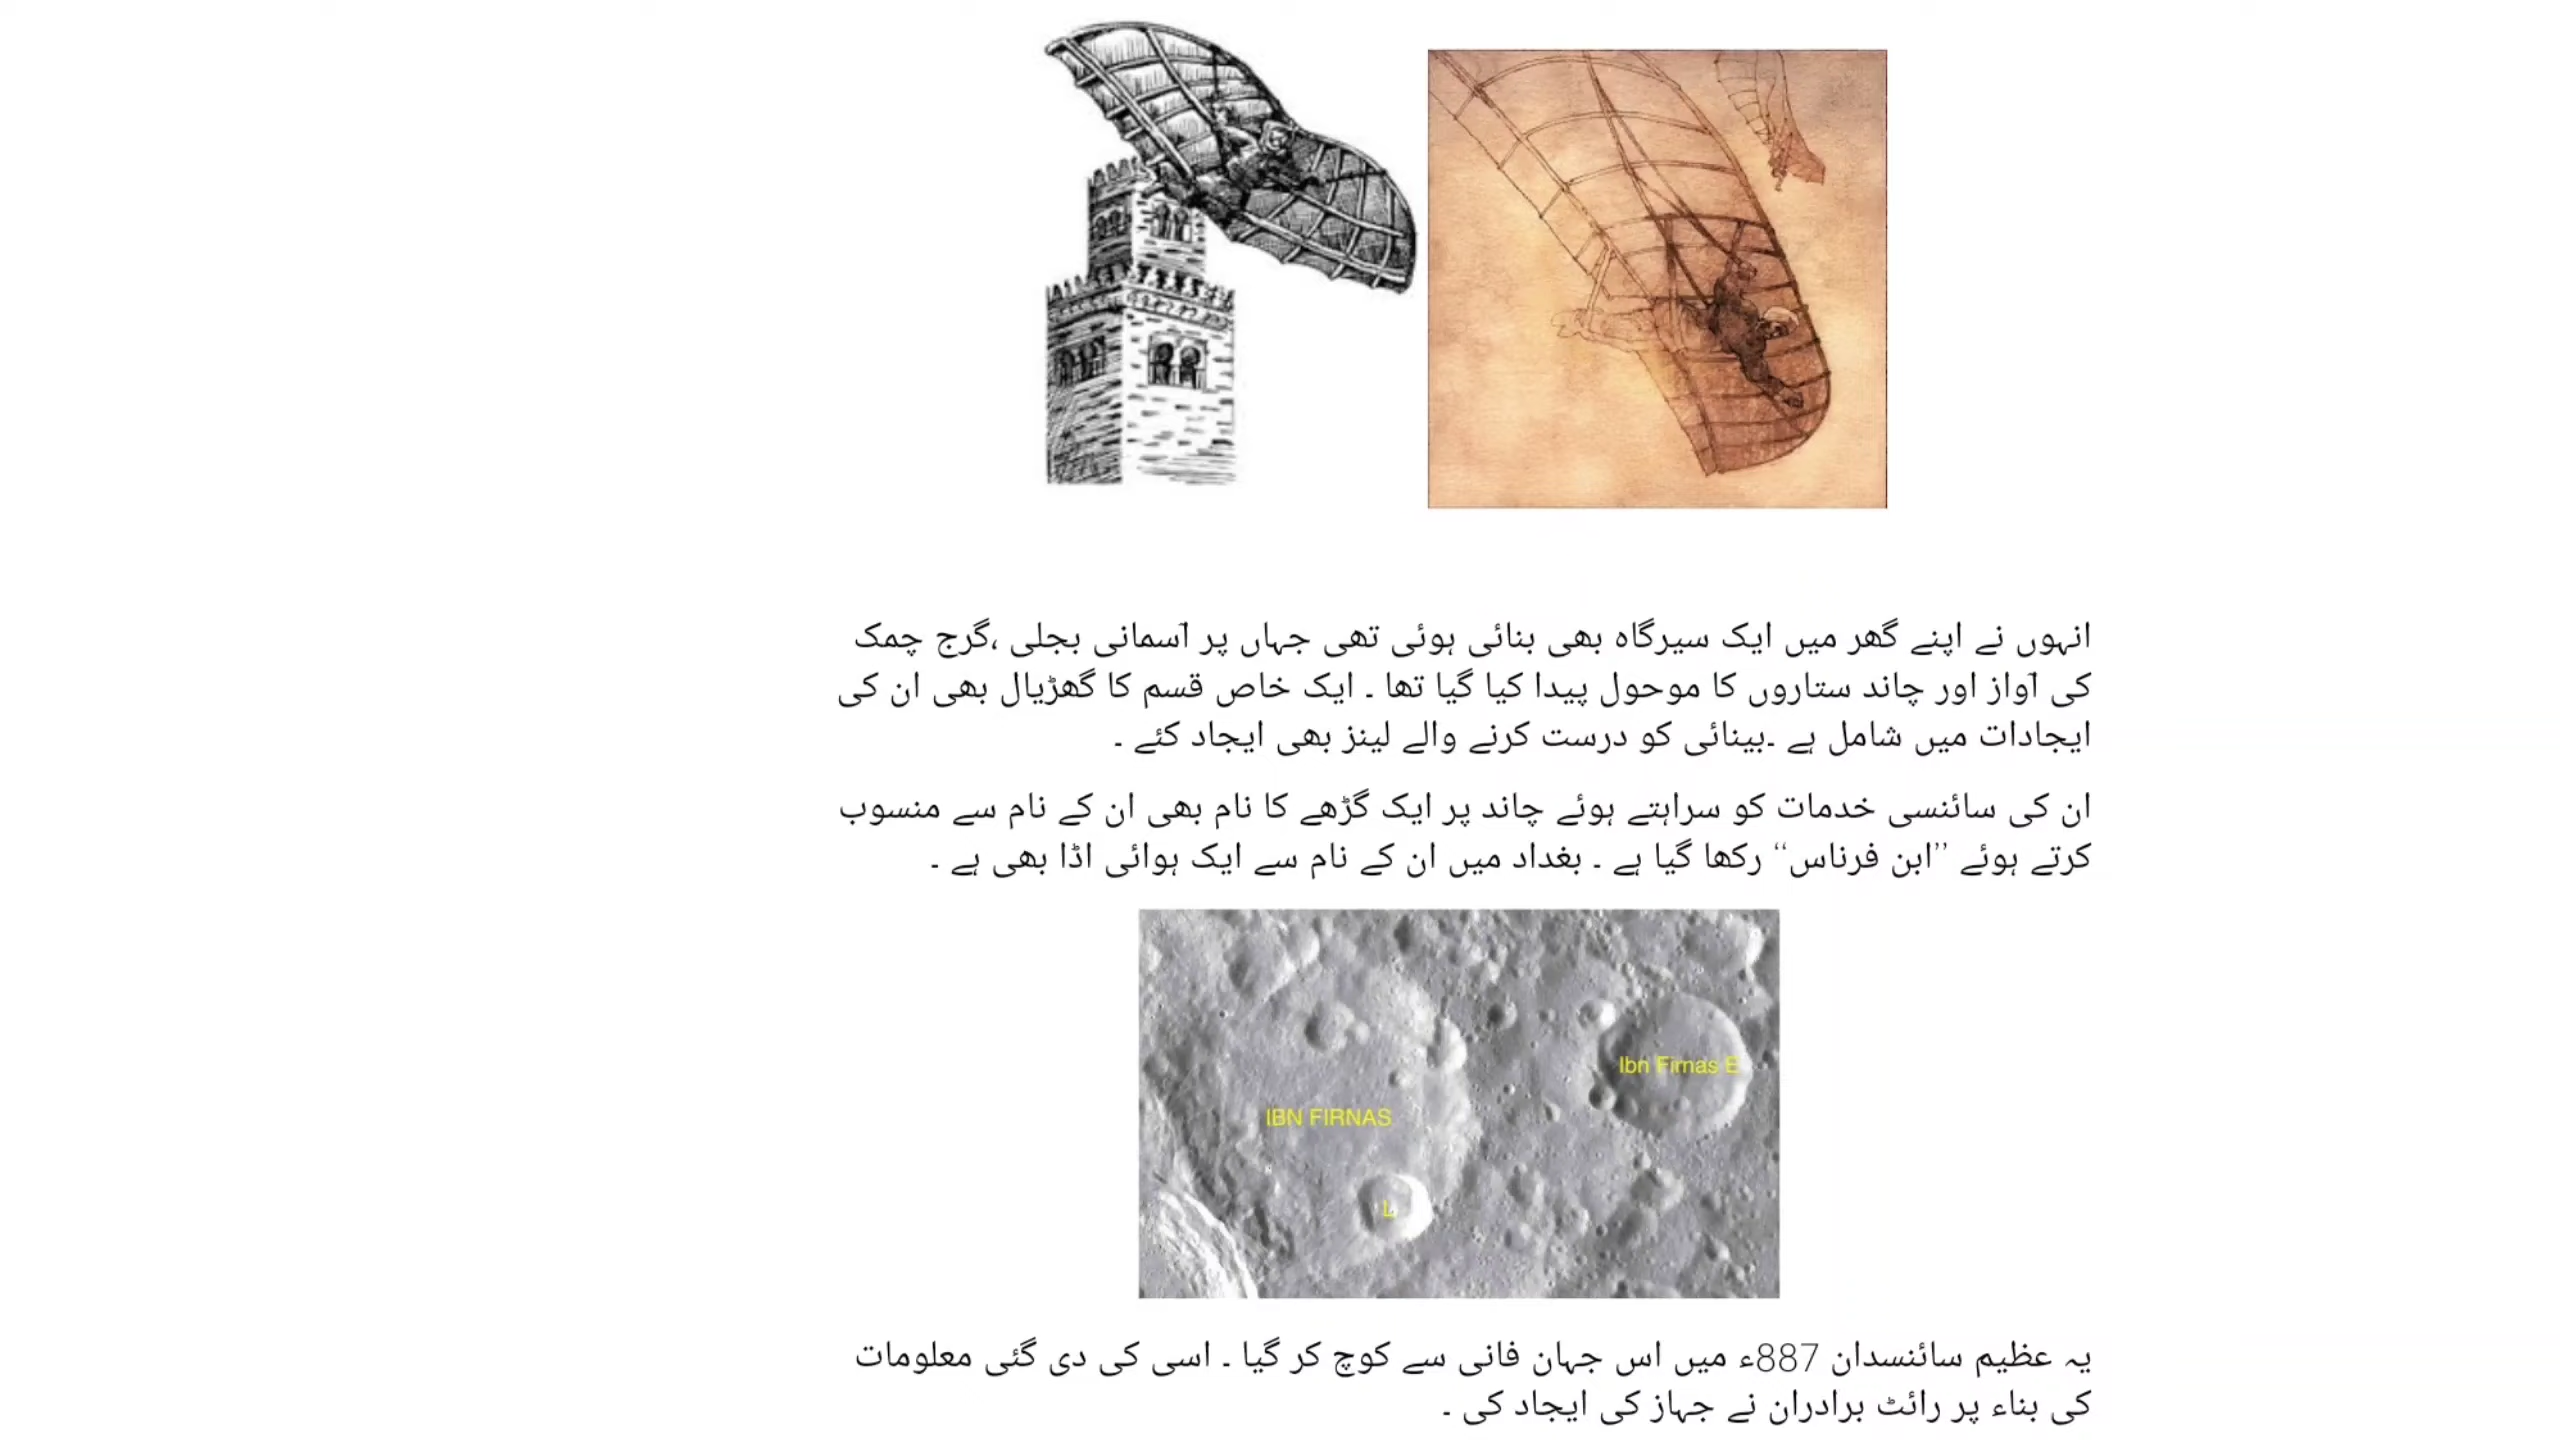 انہوں نے اپنے گھر میں ایک سیرگاہ بھی بنائی ہوئی تھی جہاں پر آسمانی بجلی ،گرج چمک
کی آواز اور چاند ستاروں کا موحول پیدا کیا گیا تھا ۔ ایک خاص قسم کا گھڑیال بھی ان کی
ایجادات میں شامل ہے ۔بینائی کو درست کرنے والے لینز بھی ایجاد کئے ۔
ان کی سائنسی خدمات کو سراہتے ہوئے چاند پر ایک گڑھے کا نام بھی ان کے نام سے منسوب
کرتے ہوئے ’’ابن فرناس‘‘ رکھا گیا ہے ۔ بغداد میں ان کے نام سے ایک ہوائی اڈا بھی ہے ۔
Ibn Firnas E
IBN FIRNAS
L
یہ عظیم سائنسدان 887ء میں اس جہان فانی سے کوچ کر گیا ۔ اسی کی دی گئی معلومات
کی بناء پر رائٹ برادران نے جہاز کی ایجاد کی ۔